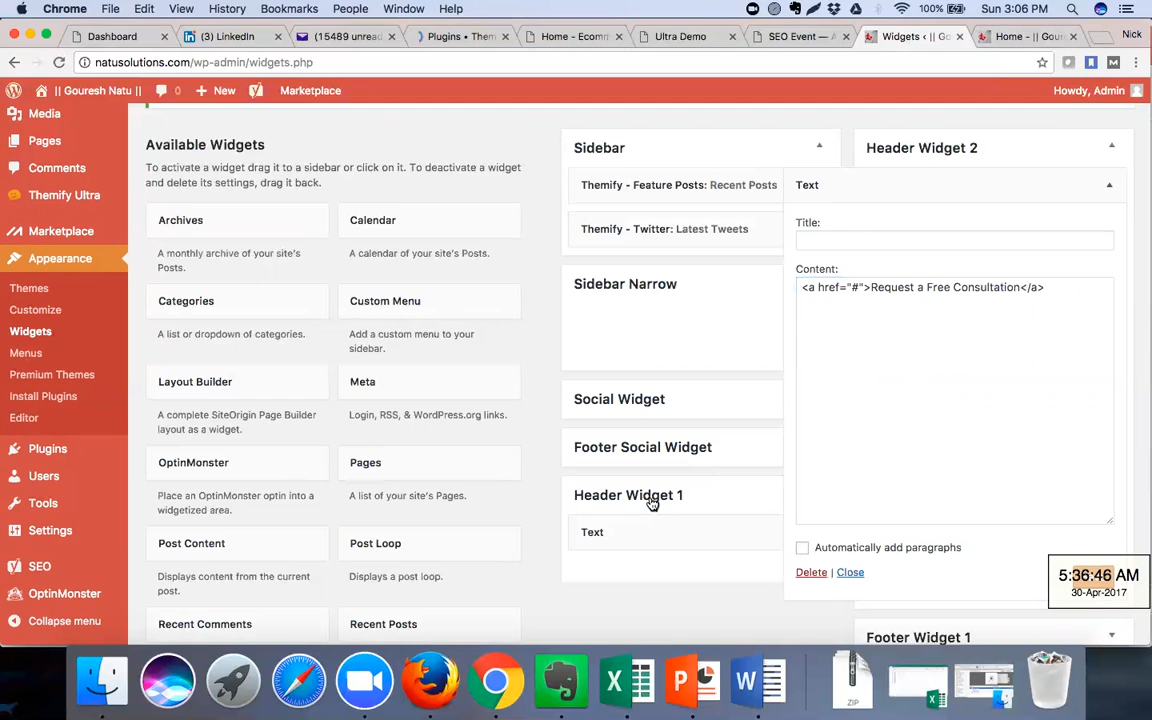 Chrome File Edit View History Bookmarks People Window Help 100% Sun 3:06 PM
Dashboard (3) LinkedIn (15489 unrea Plugins • Them Home - Ecomm Ultra Demo SEO Event — A Widgets ‹ || Go Home - || Gour Nick
natusolutions.com/wp-admin/widgets.php
|| Gouresh Natu || 0 New Marketplace Howdy, Admin
Media
Pages
Comments
Themify Ultra
Marketplace
Appearance
Themes
Customize
Widgets
Menus
Premium Themes
Install Plugins
Editor
Plugins
Users
Tools
Settings
SEO
OptinMonster
Collapse menu
Available Widgets
To activate a widget drag it to a sidebar or click on it. To deactivate a widget
and delete its settings, drag it back.
Archives
A monthly archive of your site's
Posts.
Calendar
A calendar of your site's Posts.
Categories
A list or dropdown of categories.
Custom Menu
Add a custom menu to your
sidebar.
Layout Builder
A complete SiteOrigin Page Builder
layout as a widget.
Meta
Login, RSS, & WordPress.org links.
OptinMonster
Place an OptinMonster optin into a
widgetized area.
Pages
A list of your site's Pages.
Post Content
Displays content from the current
post.
Post Loop
Displays a post loop.
Recent Comments
Recent Posts
Sidebar
Themify - Feature Posts: Recent Posts
Themify - Twitter: Latest Tweets
Sidebar Narrow
Social Widget
Footer Social Widget
Header Widget 1
Text
Header Widget 2
Text
Title:
Content:
<a href="#">Request a Free Consultation</a>
Automatically add paragraphs
Delete | Close
Footer Widget 1
5:36:46 AM
30-Apr-2017
ZIP